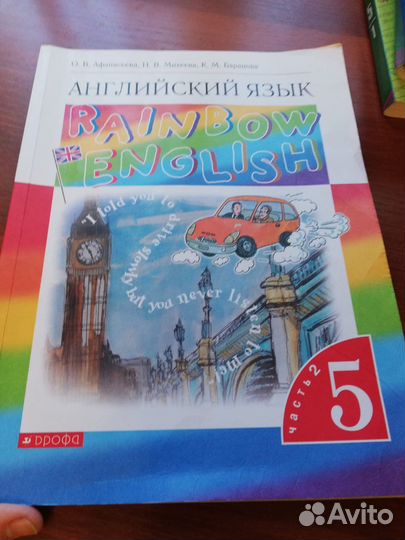 О. В. Афанасьева, И. В. Михеева, К. М. Баранова
АНГЛИЙСКИЙ ЯЗЫК
RAINBOW
ENGLISH
"I told you to drive slowly, but you never listen to me!"
часть 2
5
дрофа
Avito